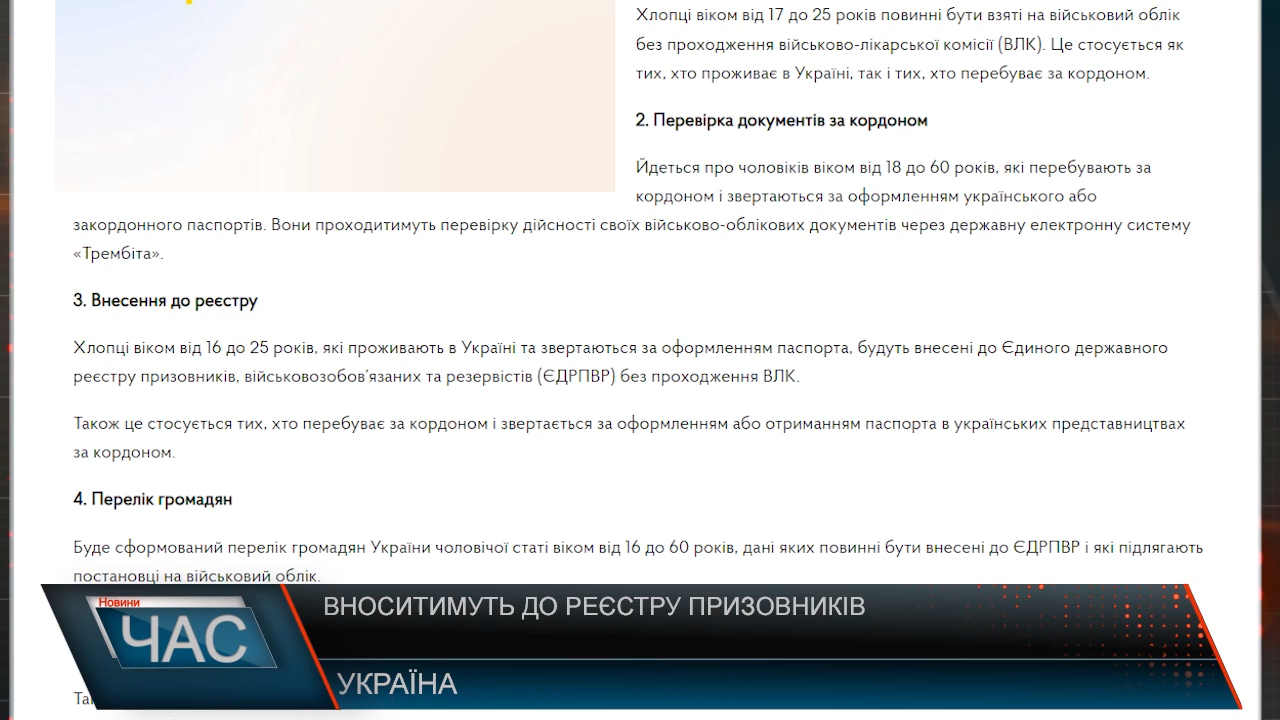 Хлопці віком від 17 до 25 років повинні бути взяті на військовий облік
без проходження військово-лікарської комісії (ВЛК). Це стосується як
тих, хто проживає в Україні, так і тих, хто перебуває за кордоном.
2. Перевірка документів за кордоном
Йдеться про чоловіків віком від 18 до 60 років, які перебувають за
кордоном і звертаються за оформленням українського або
закордонного паспортів. Вони проходитимуть перевірку дійсності своїх військово-облікових документів через державну електронну систему
«Трембіта».
3. Внесення до реєстру
Хлопці віком від 16 до 25 років, які проживають в Україні та звертаються за оформленням паспорта, будуть внесені до Єдиного державного
реєстру призовників, військовозобов’язаних та резервістів (ЄДРПВР) без проходження ВЛК.
Також це стосується тих, хто перебуває за кордоном і звертається за оформленням або отриманням паспорта в українських представництвах
за кордоном.
4. Перелік громадян
Буде сформований перелік громадян України чоловічої статі віком від 16 до 60 років, дані яких повинні бути внесені до ЄДРПВР і які підлягають
постановці на військовий облік.
Новини
ЧАС
ВНОСИТИМУТЬ ДО РЕЄСТРУ ПРИЗОВНИКІВ
УКРАЇНА